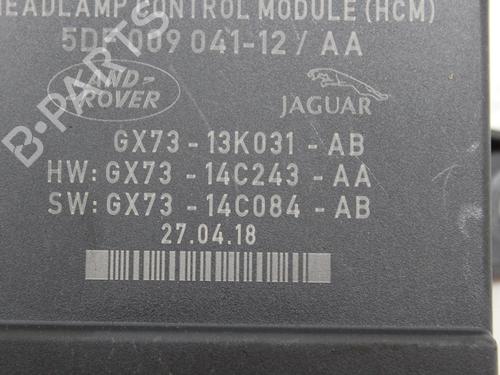 HEADLAMP CONTROL MODULE (HCM)
5DF 009 041-12 / AA
LAND-
ROVER
JAGUAR
GX73 - 13K031 - AB
HW: GX73 - 14C243 - AA
SW: GX73 - 14C084 - AB
27.04.18
B-PARTS